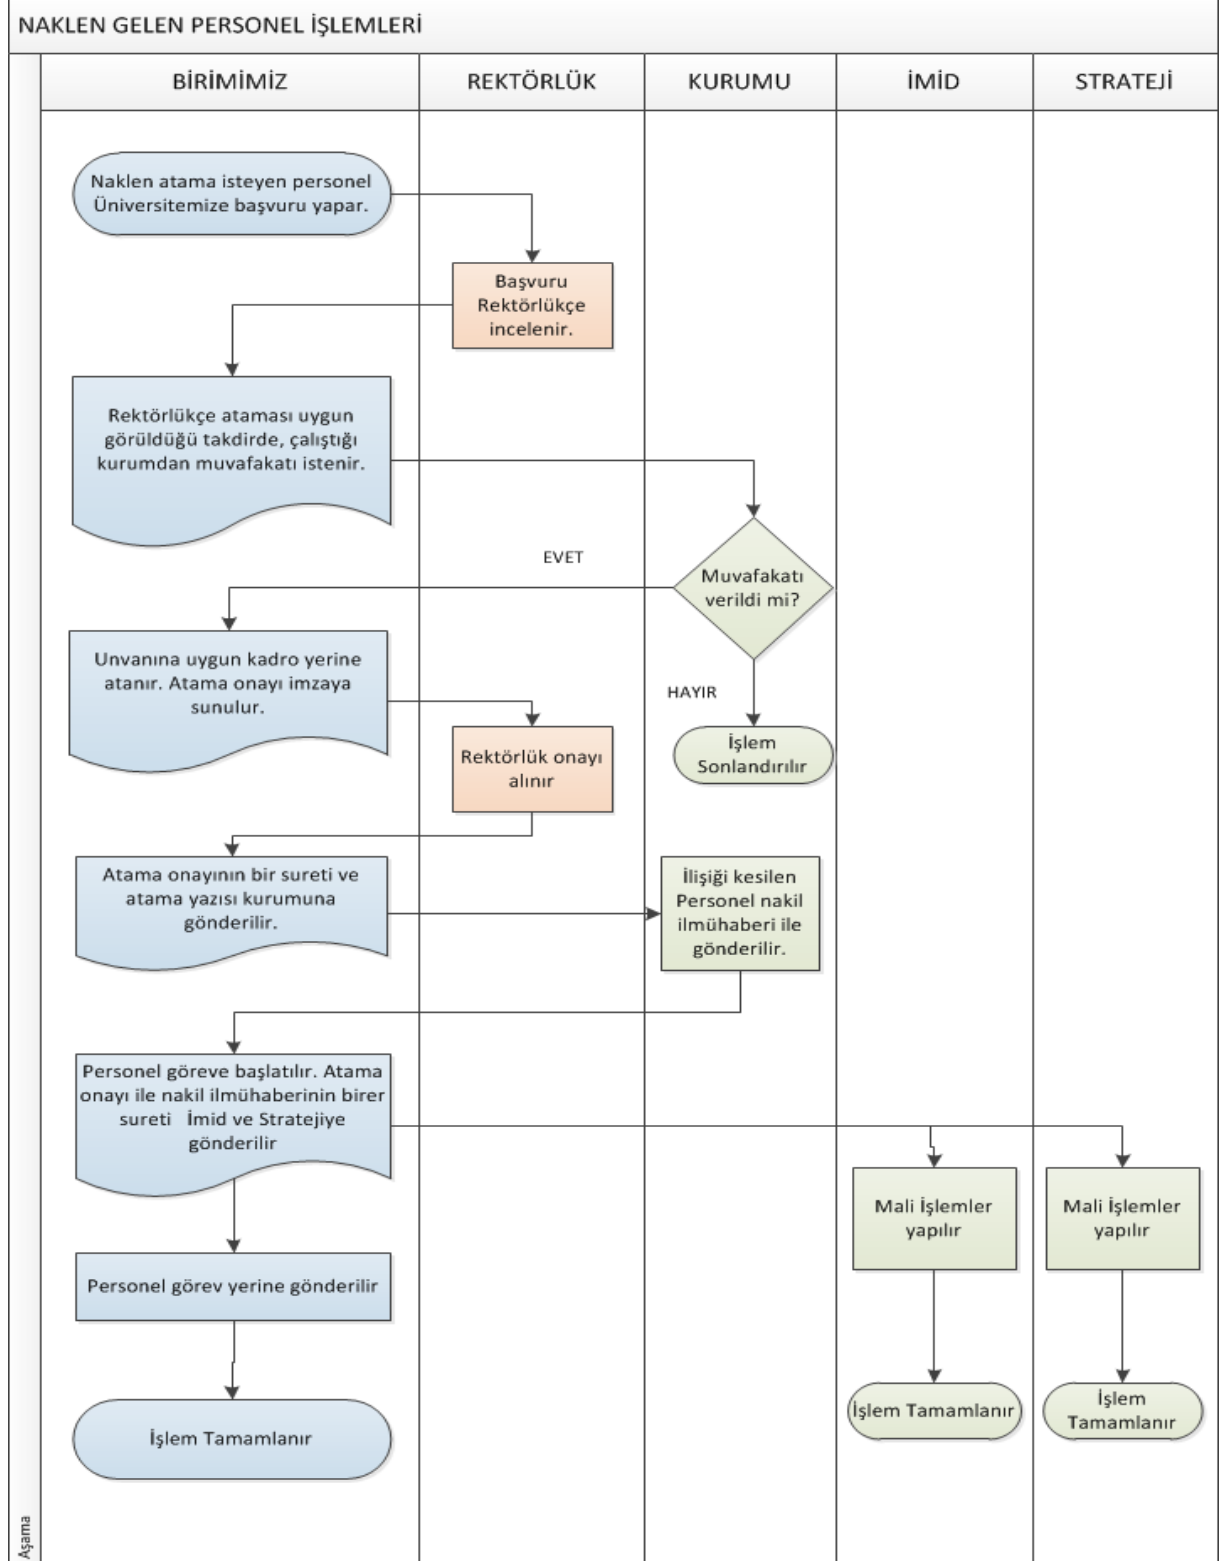 NAKLEN GELEN PERSONEL İŞLEMLERİ
BİRİMİMİZ
REKTÖRLÜK
KURUMU
İMİD
STRATEJİ
Naklen atama isteyen personel
Üniversitemize başvuru yapar.
Başvuru
Rektörlükçe
incelenir.
Rektörlükçe ataması uygun
görüldüğü takdirde, çalıştığı
kurumdan muvafakatı istenir.
EVET
Muvafakatı
verildi mi?
Unvanına uygun kadro yerine
atanır. Atama onayı imzaya
sunulur.
HAYIR
İşlem
Sonlandırılır
Rektörlük onayı
alınır
Atama onayının bir sureti ve
atama yazısı kurumuna
gönderilir.
İlişiği kesilen
Personel nakil
ilmühaberi ile
gönderilir.
Personel göreve başlatılır. Atama
onayı ile nakil ilmühaberinin birer
sureti İmid ve Stratejiye
gönderilir
Mali İşlemler
yapılır
Mali İşlemler
yapılır
Personel görev yerine gönderilir
İşlem Tamamlanır
İşlem Tamamlanır
İşlem
Tamamlanır
Aşama